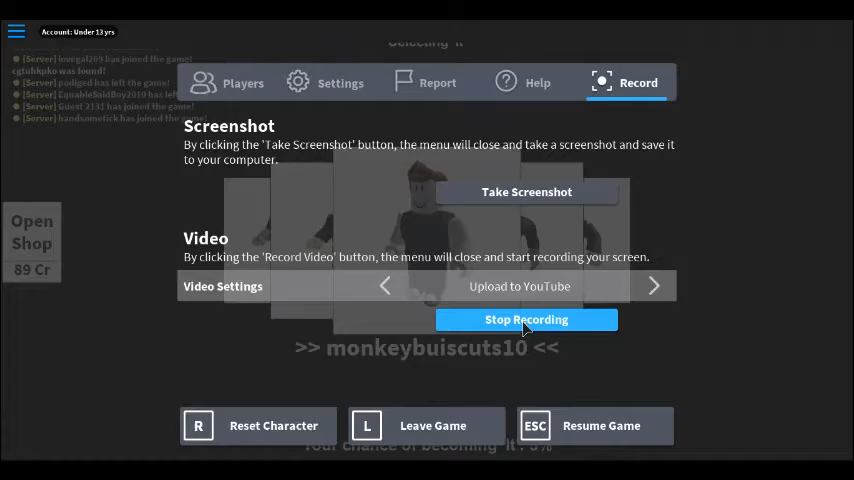 Account: Under 13 yrs
Selecting 'It'
[Server] lovegal269 has joined the game!
cgtuhkpko was found!
[Server] podiged has left the game!
[Server] EquableSaidBoy2010 has left
[Server] Guest 2131 has joined the game!
[Server] handsometick has joined the game!
Players
Settings
Report
Help
Record
Screenshot
By clicking the 'Take Screenshot' button, the menu will close and take a screenshot and save it
to your computer.
Take Screenshot
Open
Shop
89 Cr
Video
By clicking the 'Record Video' button, the menu will close and start recording your screen.
Video Settings
Upload to YouTube
Stop Recording
>> monkeybuiscuts10 <<
R Reset Character
L Leave Game
ESC Resume Game
Your chance of becoming 'It':